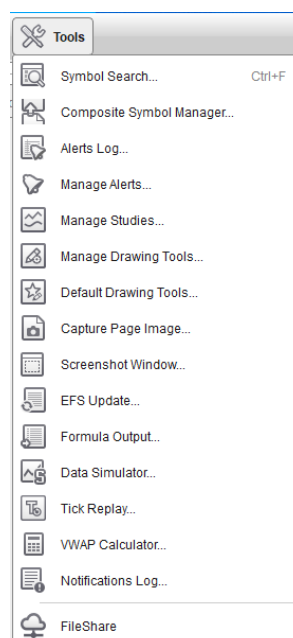 Tools
Symbol Search... Ctrl+F
Composite Symbol Manager...
Alerts Log...
Manage Alerts...
Manage Studies...
Manage Drawing Tools...
Default Drawing Tools...
Capture Page Image...
Screenshot Window...
EFS Update...
Formula Output...
Data Simulator...
Tick Replay...
VWAP Calculator...
Notifications Log...
FileShare